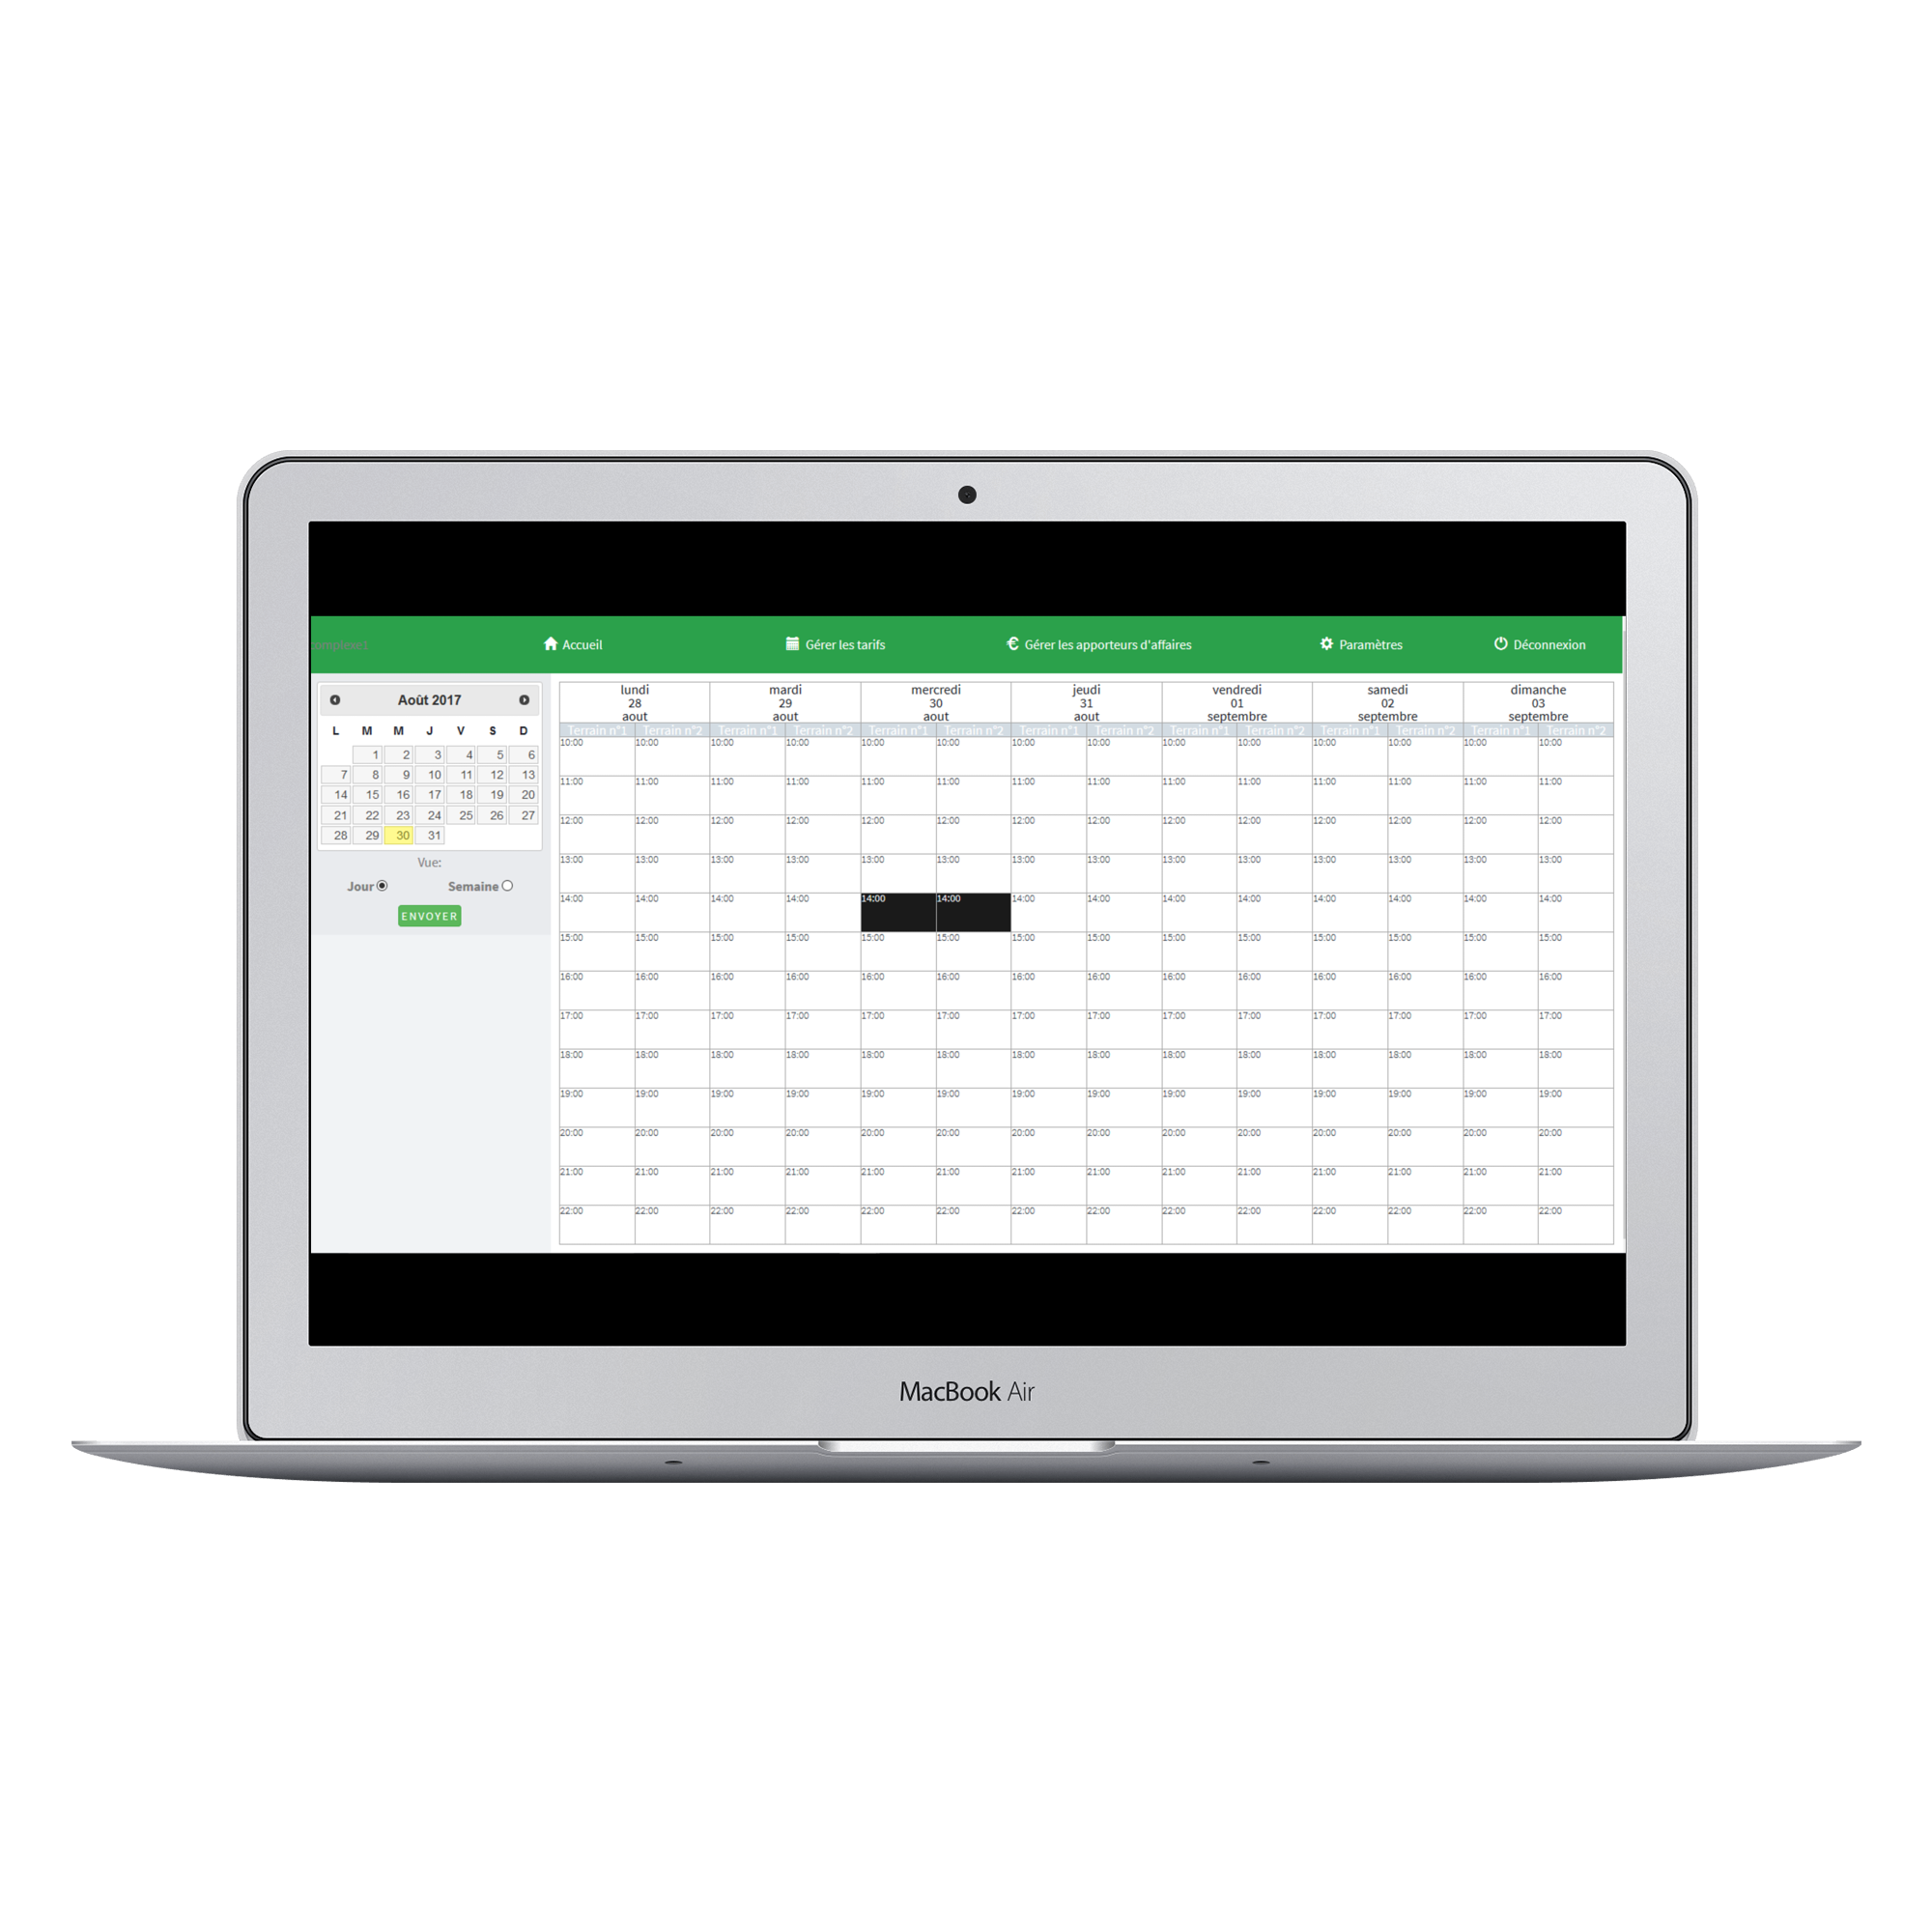 Accueil
Gérer les tarifs
Gérer les apporteurs d'affaires
Paramètres
Déconnexion
Août 2017
L M M J V S D
1 2 3 4 5 6
7 8 9 10 11 12 13
14 15 16 17 18 19 20
21 22 23 24 25 26 27
28 29 30 31
Vue:
Jour Semaine
ENVOYER
lundi mardi mercredi jeudi vendredi samedi dimanche
28 29 30 31 01 02 03
aout aout aout aout septembre septembre septembre
Terrain n°1 Terrain n°2 Terrain n°1 Terrain n°2 Terrain n°1 Terrain n°2 Terrain n°1 Terrain n°2 Terrain n°1 Terrain n°2 Terrain n°1 Terrain n°2 Terrain n°1 Terrain n°2
10:00 10:00 10:00 10:00 10:00 10:00 10:00 10:00 10:00 10:00 10:00 10:00 10:00 10:00
11:00 11:00 11:00 11:00 11:00 11:00 11:00 11:00 11:00 11:00 11:00 11:00 11:00 11:00
12:00 12:00 12:00 12:00 12:00 12:00 12:00 12:00 12:00 12:00 12:00 12:00 12:00 12:00
13:00 13:00 13:00 13:00 13:00 13:00 13:00 13:00 13:00 13:00 13:00 13:00 13:00 13:00
14:00 14:00 14:00 14:00 14:00 14:00 14:00 14:00 14:00 14:00 14:00 14:00 14:00 14:00
15:00 15:00 15:00 15:00 15:00 15:00 15:00 15:00 15:00 15:00 15:00 15:00 15:00 15:00
16:00 16:00 16:00 16:00 16:00 16:00 16:00 16:00 16:00 16:00 16:00 16:00 16:00 16:00
17:00 17:00 17:00 17:00 17:00 17:00 17:00 17:00 17:00 17:00 17:00 17:00 17:00 17:00
18:00 18:00 18:00 18:00 18:00 18:00 18:00 18:00 18:00 18:00 18:00 18:00 18:00 18:00
19:00 19:00 19:00 19:00 19:00 19:00 19:00 19:00 19:00 19:00 19:00 19:00 19:00 19:00
20:00 20:00 20:00 20:00 20:00 20:00 20:00 20:00 20:00 20:00 20:00 20:00 20:00 20:00
21:00 21:00 21:00 21:00 21:00 21:00 21:00 21:00 21:00 21:00 21:00 21:00 21:00 21:00
22:00 22:00 22:00 22:00 22:00 22:00 22:00 22:00 22:00 22:00 22:00 22:00 22:00 22:00
MacBook Air